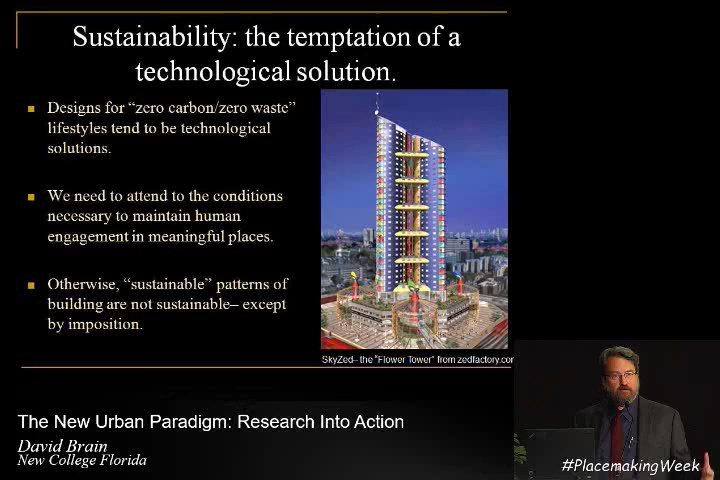 Sustainability: the temptation of a
technological solution.
Designs for “zero carbon/zero waste”
lifestyles tend to be technological
solutions.
We need to attend to the conditions
necessary to maintain human
engagement in meaningful places.
Otherwise, “sustainable” patterns of
building are not sustainable– except
by imposition.
SkyZed– the “Flower Tower” from zedfactory.cor
The New Urban Paradigm: Research Into Action
David Brain
New College Florida
#PlacemakingWeek